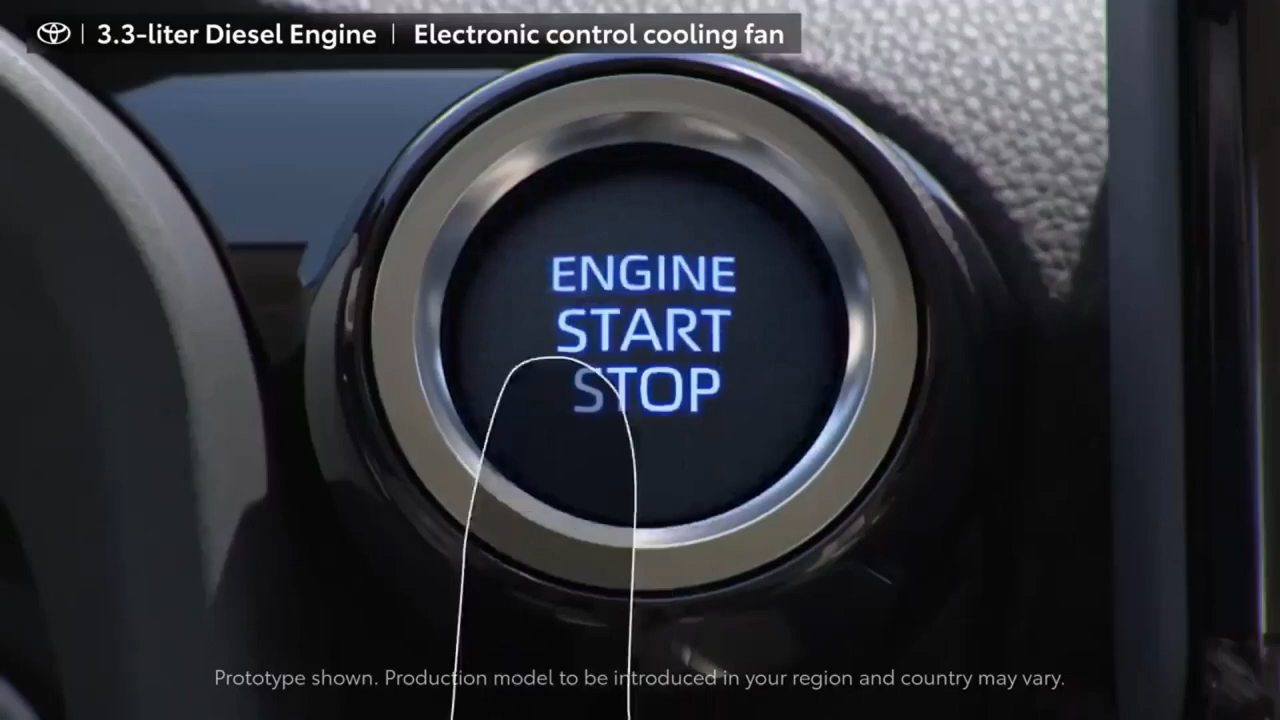 3.3-liter Diesel Engine | Electronic control cooling fan
ENGINE
START
STOP
Prototype shown. Production model to be introduced in your region and country may vary.